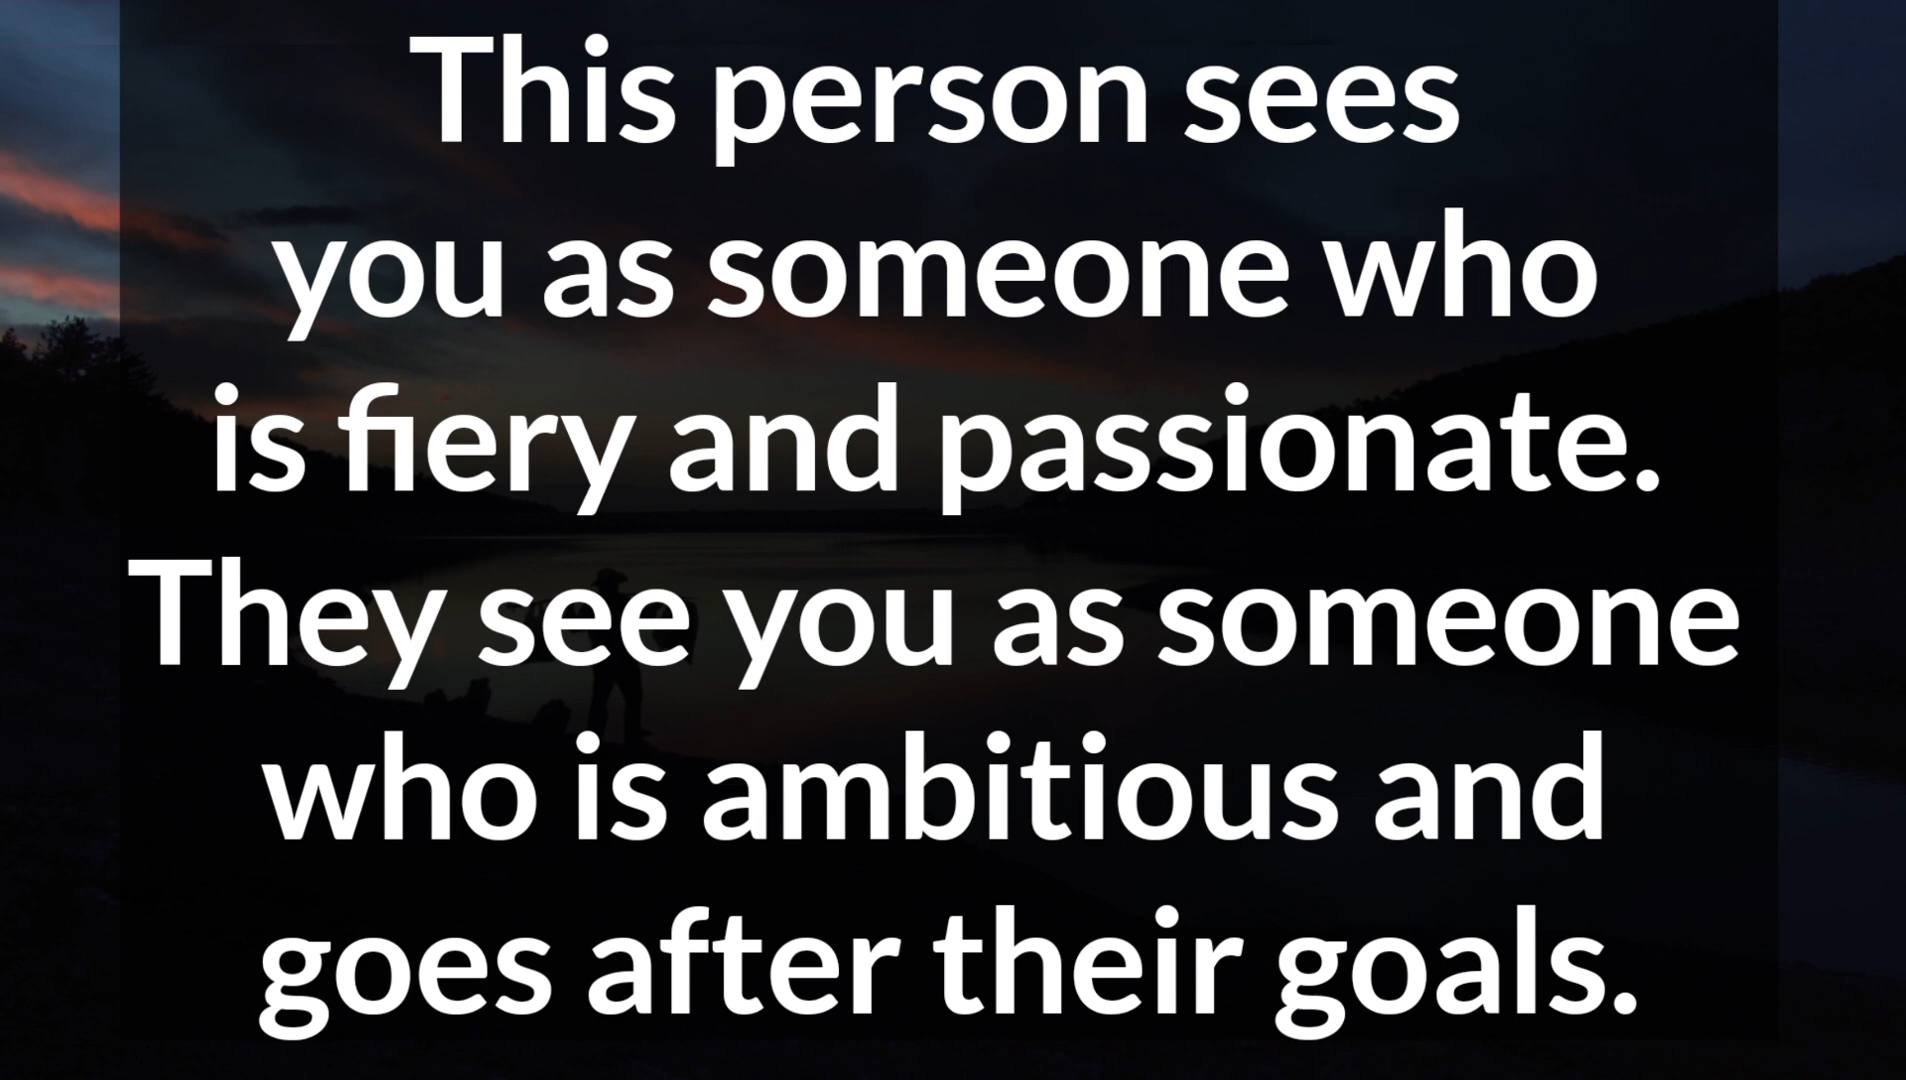 This person sees
you as someone who
is fiery and passionate.
They see you as someone
who is ambitious and
goes after their goals.